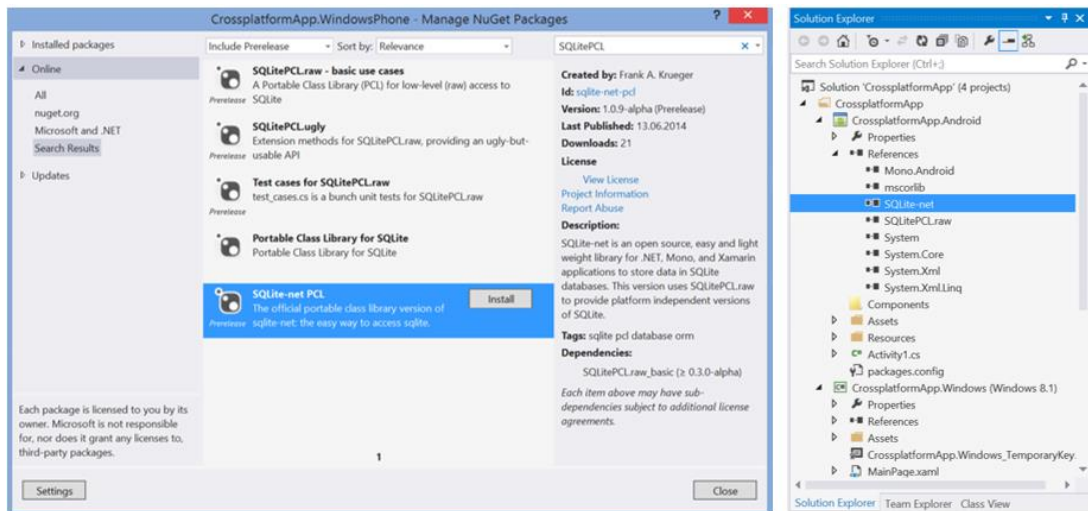 CrossplatformApp.WindowsPhone - Manage NuGet Packages
? ×
Installed packages
Online
All
nuget.org
Microsoft and .NET
Search Results
Updates
Each package is licensed to you by its
owner. Microsoft is not responsible
for, nor does it grant any licenses to,
third-party packages.
Settings
Include Prerelease
Sort by: Relevance
SQLitePCL.raw - basic use cases
A Portable Class Library (PCL) for low-level (raw) access to
Prerelease SQLite
SQLitePCL.ugly
Extension methods for SQLitePCL.raw, providing an ugly-but-
Prerelease usable API
Test cases for SQLitePCL.raw
test_cases.cs is a bunch unit tests for SQLitePCL.raw
Prerelease
Portable Class Library for SQLite
Portable Class Library for SQLite
SQLite-net PCL
Install
The official portable class library version of
Prerelease sqlite-net: the easy way to access sqlite.
1
SQLitePCL
Created by: Frank A. Krueger
Id: sqlite-net-pcl
Version: 1.0.9-alpha (Prerelease)
Last Published: 13.06.2014
Downloads: 21
License
View License
Project Information
Report Abuse
Description:
SQLite-net is an open source, easy and light
weight library for .NET, Mono, and Xamarin
applications to store data in SQLite
databases. This version uses SQLitePCL.raw
to provide platform independent versions
of SQLite.
Tags: sqlite pcl database orm
Dependencies:
SQLitePCL.raw_basic (≥ 0.3.0-alpha)
Each item above may have sub-
dependencies subject to additional license
agreements.
Close
Solution Explorer
Search Solution Explorer (Ctrl+;)
Solution 'CrossplatformApp' (4 projects)
CrossplatformApp
CrossplatformApp.Android
Properties
References
Mono.Android
mscorlib
SQLite-net
SQLitePCL.raw
System
System.Core
System.Xml
System.Xml.Linq
Components
Assets
Resources
C# Activity1.cs
packages.config
C# CrossplatformApp.Windows (Windows 8.1)
Properties
References
Assets
CrossplatformApp.Windows_TemporaryKey.
MainPage.xaml
Solution Explorer Team Explorer Class View